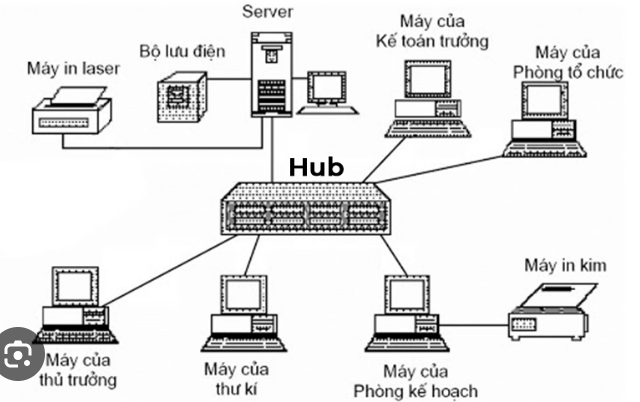 Server
Máy của
Kế toán trưởng
Bộ lưu điện
Máy của
Phòng tổ chức
Máy in laser
Hub
Máy in kim
Máy của
thủ trưởng
Máy của
thư kí
Máy của
Phòng kế hoạch